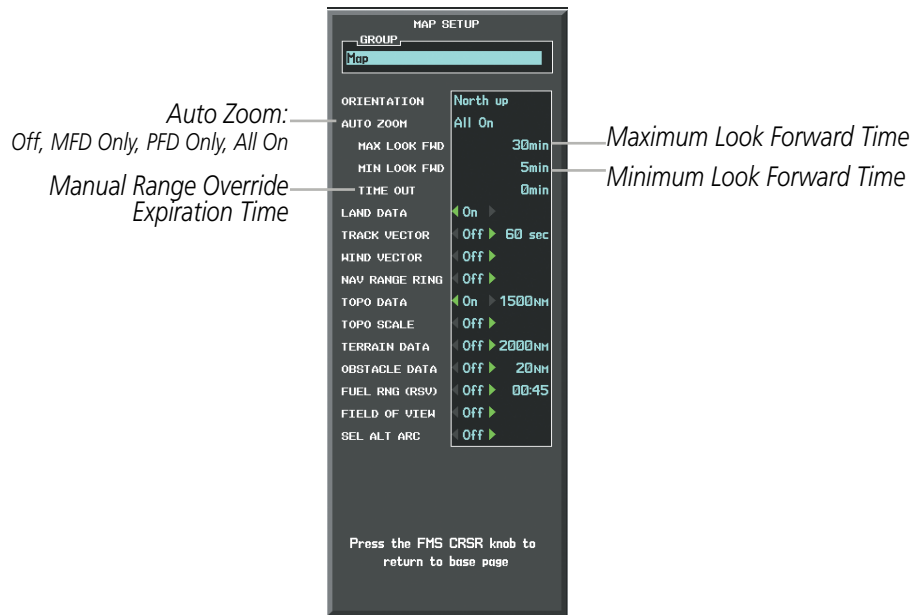 MAP SETUP
GROUP
Map
ORIENTATION North up
AUTO ZOOM All On
MAX LOOK FWD 30min
MIN LOOK FWD 5min
TIME OUT 0min
LAND DATA On
TRACK VECTOR Off 60 sec
WIND VECTOR Off
NAV RANGE RING Off
TOPO DATA On 1500NM
TOPO SCALE Off
TERRAIN DATA Off 2000NM
OBSTACLE DATA Off 20NM
FUEL RNG (RSV) Off 00:45
FIELD OF VIEW Off
SEL ALT ARC Off
Press the FMS CRSR knob to
return to base page
Auto Zoom:
Off, MFD Only, PFD Only, All On
Manual Range Override
Expiration Time
Maximum Look Forward Time
Minimum Look Forward Time